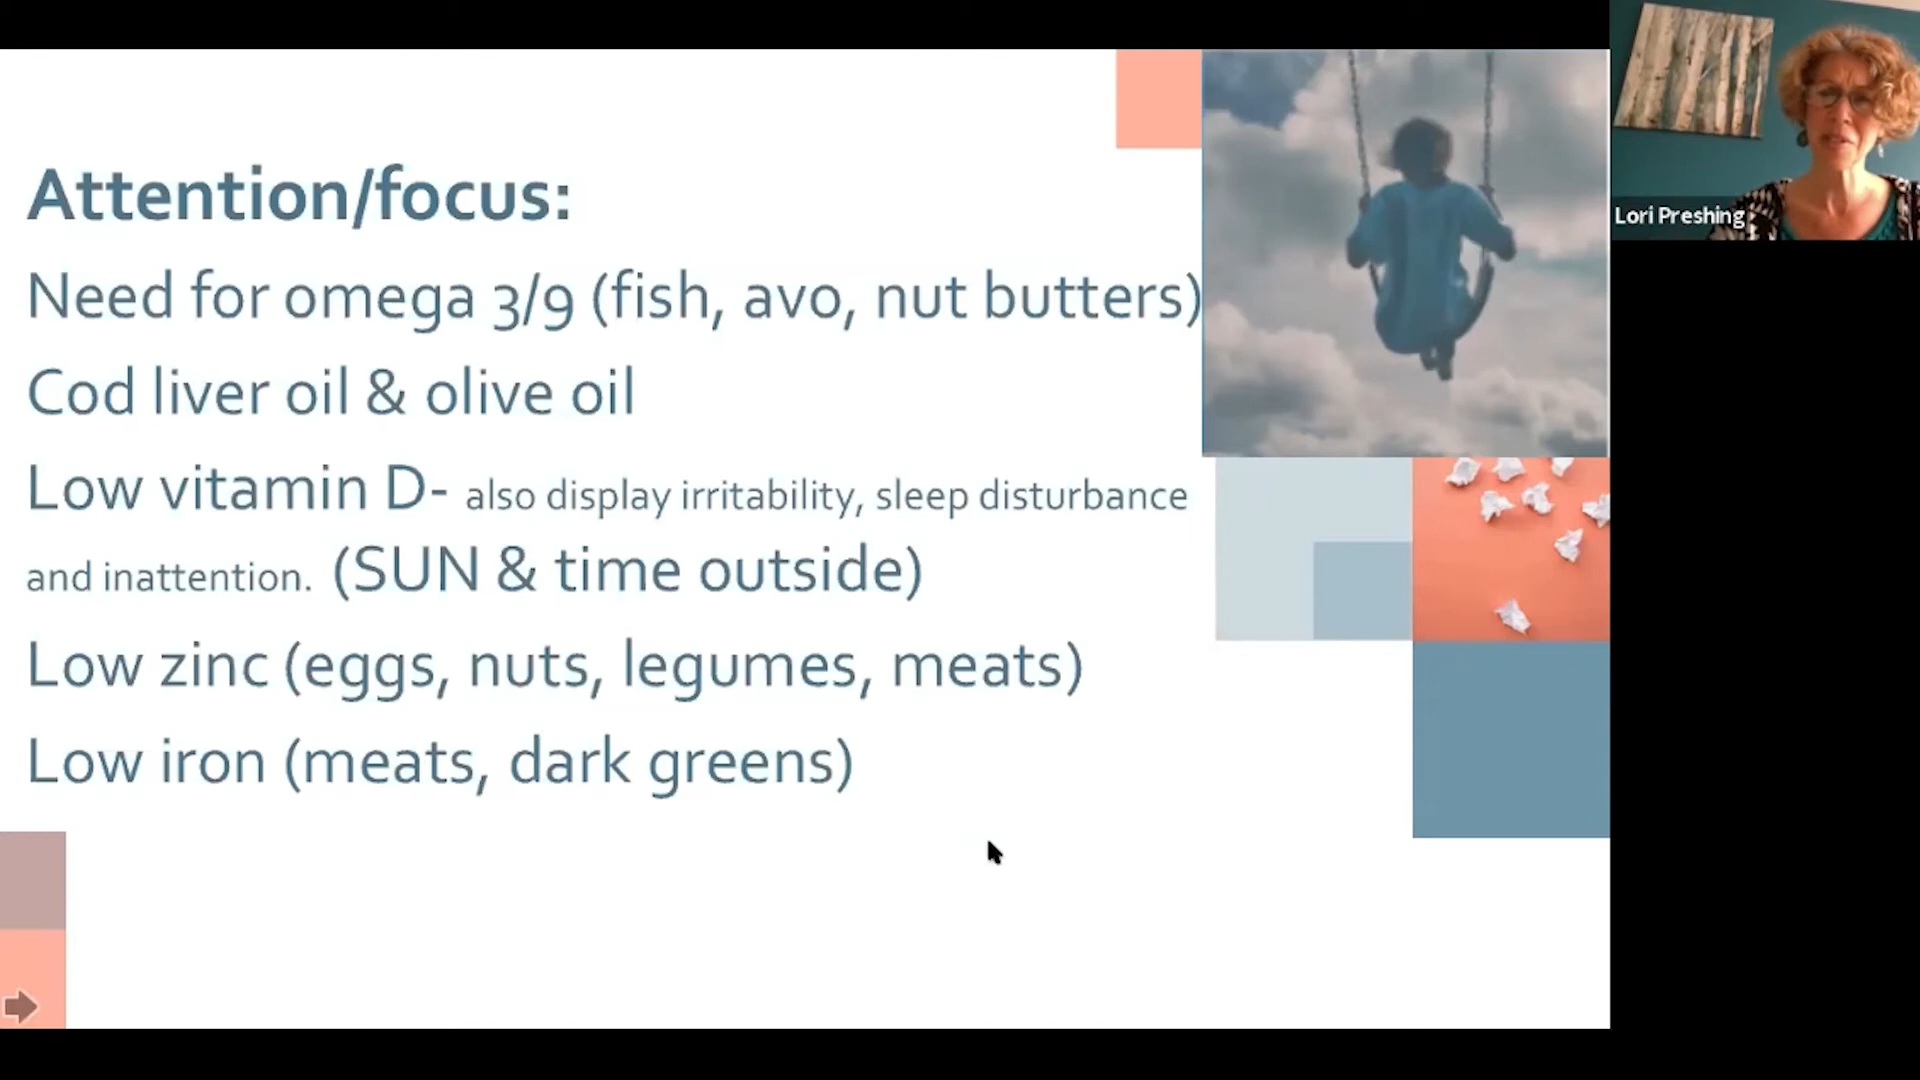 Attention/focus:
Need for omega 3/9 (fish, avo, nut butters)
Cod liver oil & olive oil
Low vitamin D- also display irritability, sleep disturbance
and inattention. (SUN & time outside)
Low zinc (eggs, nuts, legumes, meats)
Low iron (meats, dark greens)
Lori Preshing